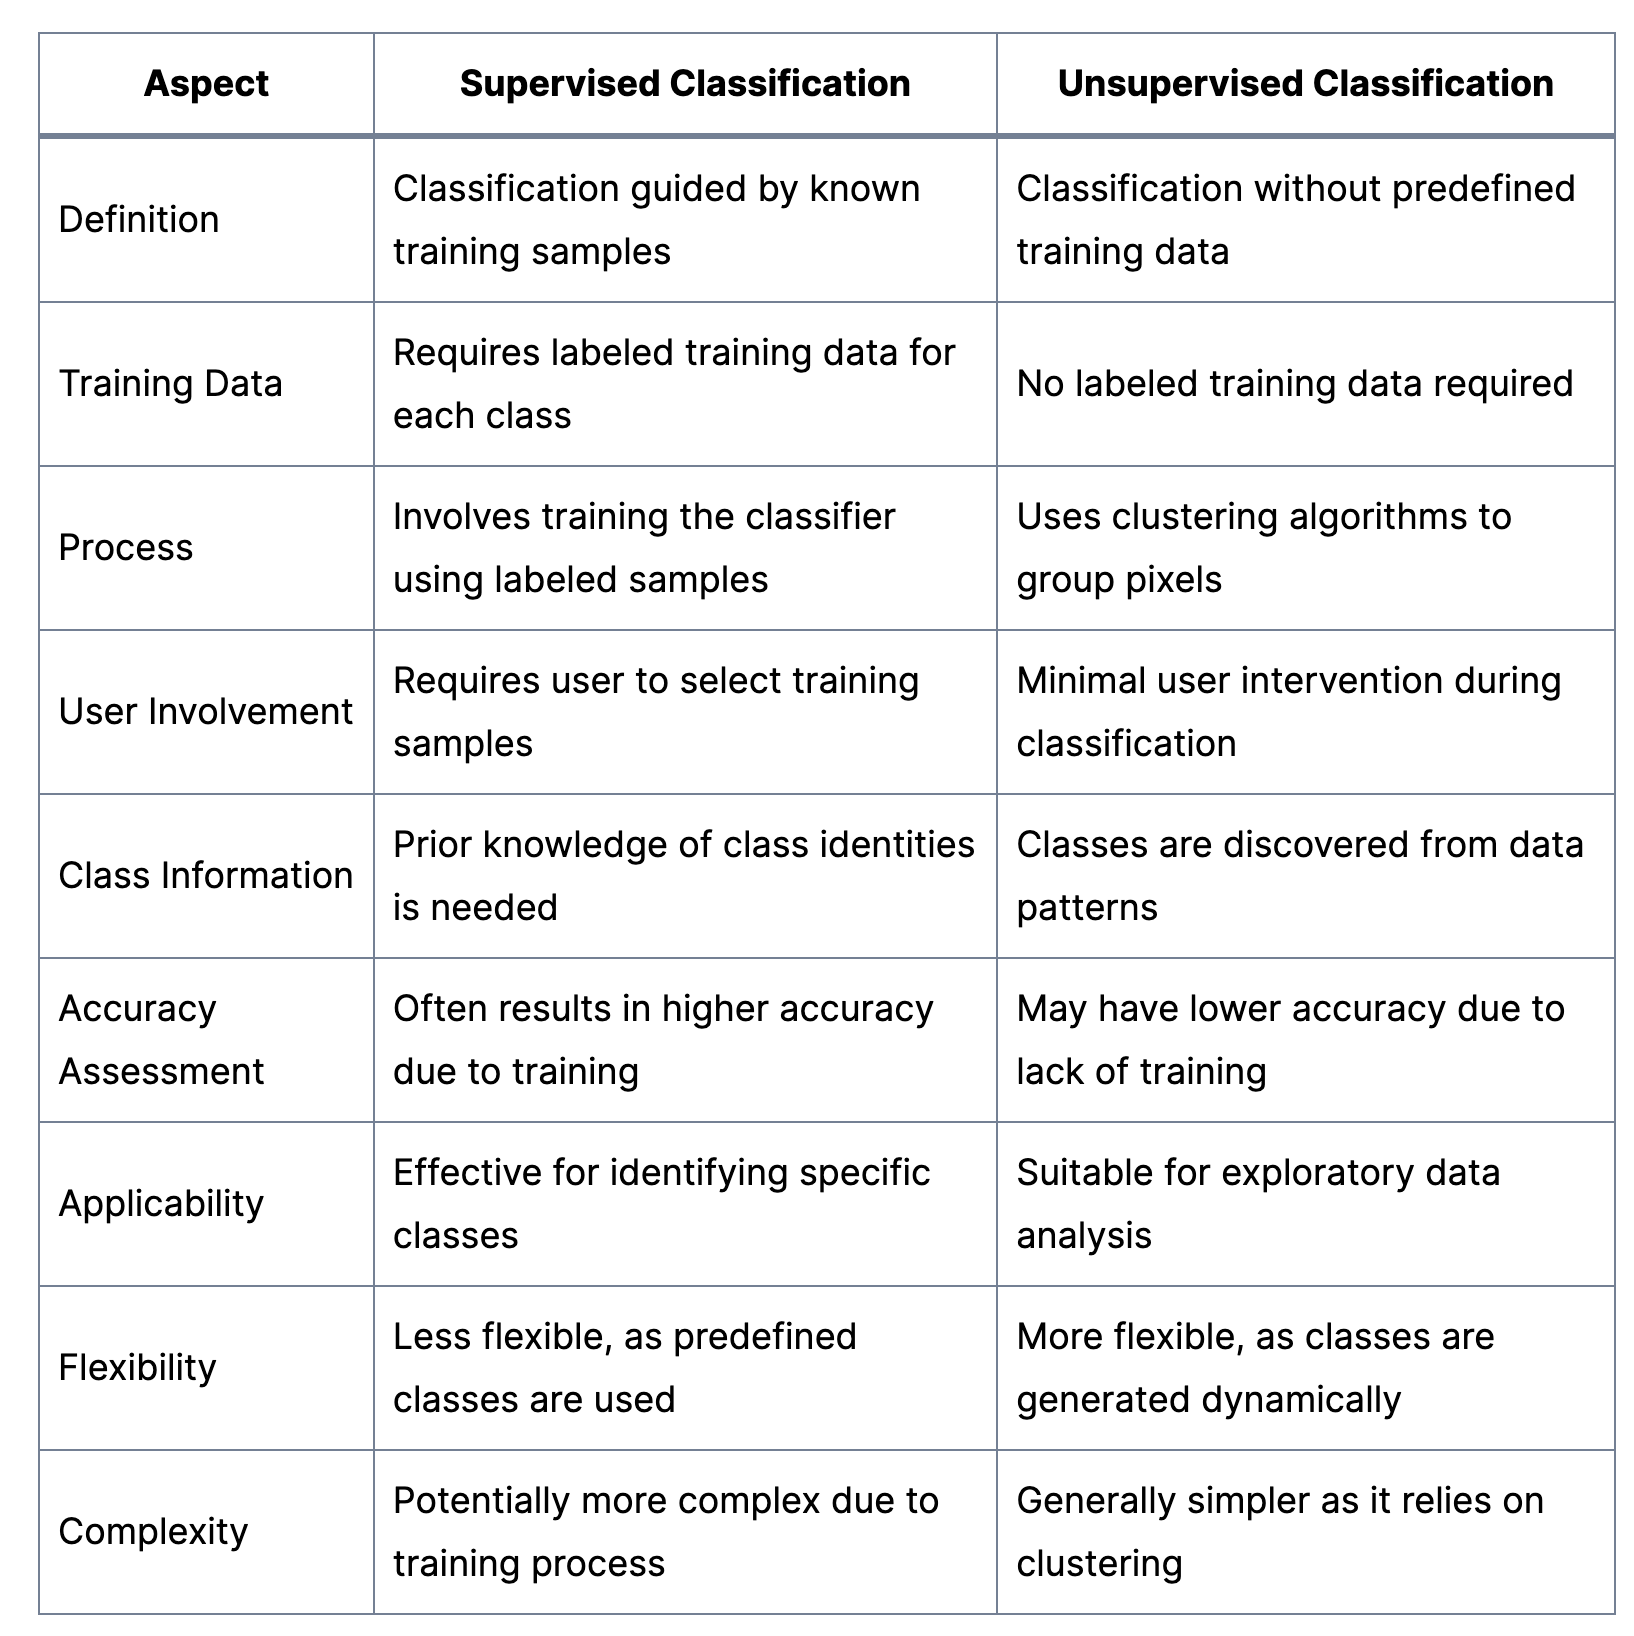 Aspect
Supervised Classification
Unsupervised Classification
Definition
Classification guided by known
training samples
Classification without predefined
training data
Training Data
Requires labeled training data for
each class
No labeled training data required
Process
Involves training the classifier
using labeled samples
Uses clustering algorithms to
group pixels
User Involvement
Requires user to select training
samples
Minimal user intervention during
classification
Class Information
Prior knowledge of class identities
is needed
Classes are discovered from data
patterns
Accuracy
Assessment
Often results in higher accuracy
due to training
May have lower accuracy due to
lack of training
Applicability
Effective for identifying specific
classes
Suitable for exploratory data
analysis
Flexibility
Less flexible, as predefined
classes are used
More flexible, as classes are
generated dynamically
Complexity
Potentially more complex due to
training process
Generally simpler as it relies on
clustering